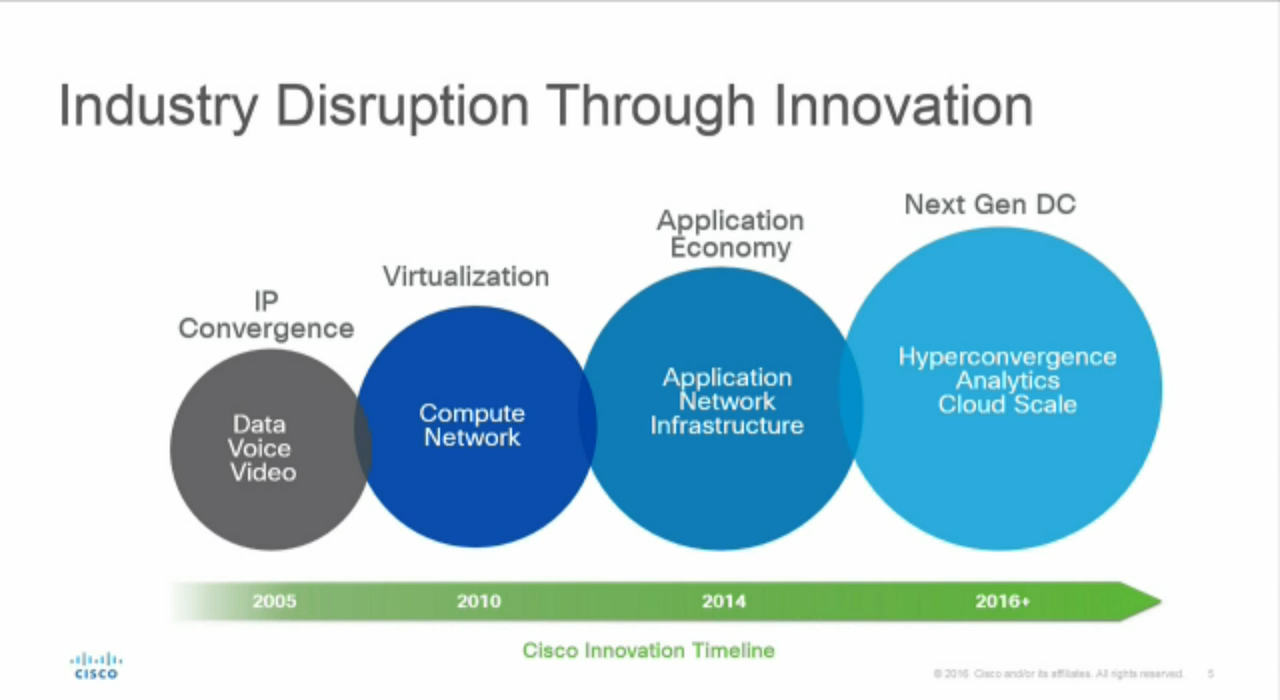 Industry Disruption Through Innovation
IP
Convergence
Data
Voice
Video
Virtualization
Compute
Network
Application
Economy
Application
Network
Infrastructure
Next Gen DC
Hyperconvergence
Analytics
Cloud Scale
2005
2010
2014
2016+
Cisco Innovation Timeline
CISCO
© 2016 Cisco and/or its affiliates. All rights reserved.
5